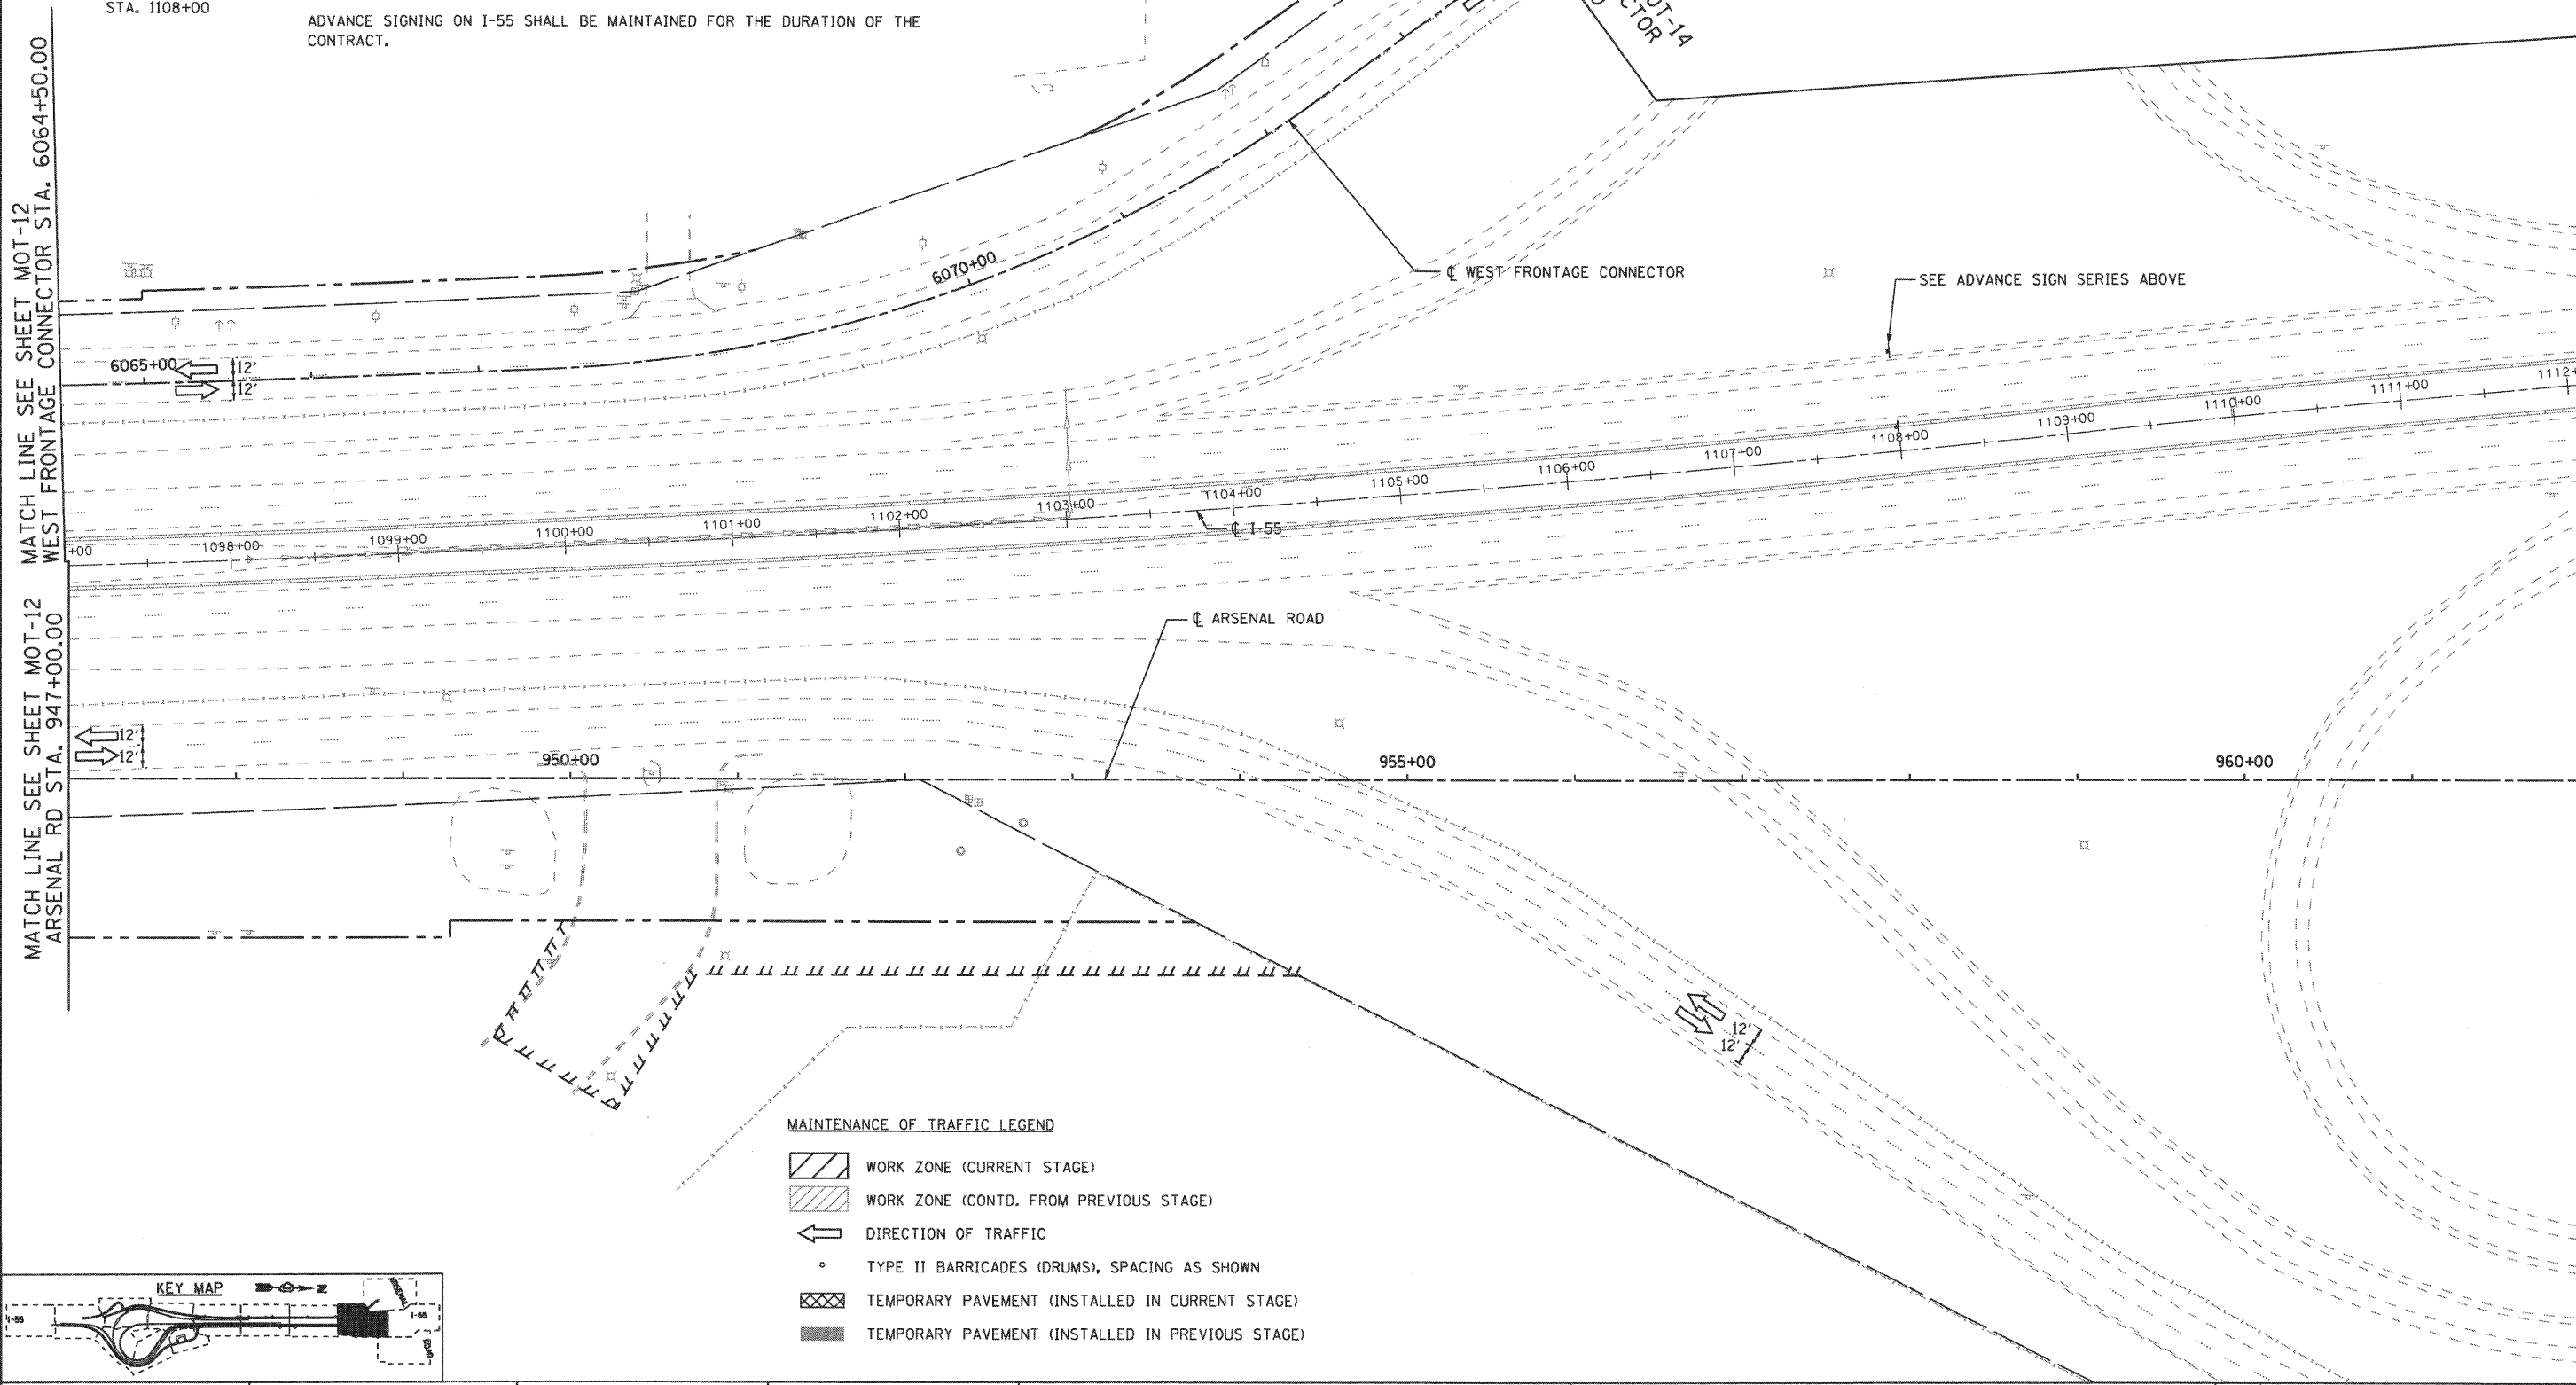 STA. 1108+00
ADVANCE SIGNING ON I-55 SHALL BE MAINTAINED FOR THE DURATION OF THE
CONTRACT.
MATCH LINE SEE SHEET MOT-12
WEST FRONTAGE CONNECTOR STA. 6064+50.00
MATCH LINE SEE SHEET MOT-12
ARSENAL RD STA. 947+00.00
OT-14
CTOR
6070+00
℄ WEST FRONTAGE CONNECTOR
SEE ADVANCE SIGN SERIES ABOVE
6065+00
12'
12'
+00
1098+00
1099+00
1100+00
1101+00
1102+00
1103+00
1104+00
1105+00
1106+00
1107+00
1108+00
1109+00
1110+00
1111+00
1112+
℄ I-55
℄ ARSENAL ROAD
12'
12'
950+00
955+00
960+00
12'
12'
MAINTENANCE OF TRAFFIC LEGEND
WORK ZONE (CURRENT STAGE)
WORK ZONE (CONTD. FROM PREVIOUS STAGE)
DIRECTION OF TRAFFIC
TYPE II BARRICADES (DRUMS), SPACING AS SHOWN
TEMPORARY PAVEMENT (INSTALLED IN CURRENT STAGE)
TEMPORARY PAVEMENT (INSTALLED IN PREVIOUS STAGE)
KEY MAP
N
I-55
ARSENAL
I-55
ROAD